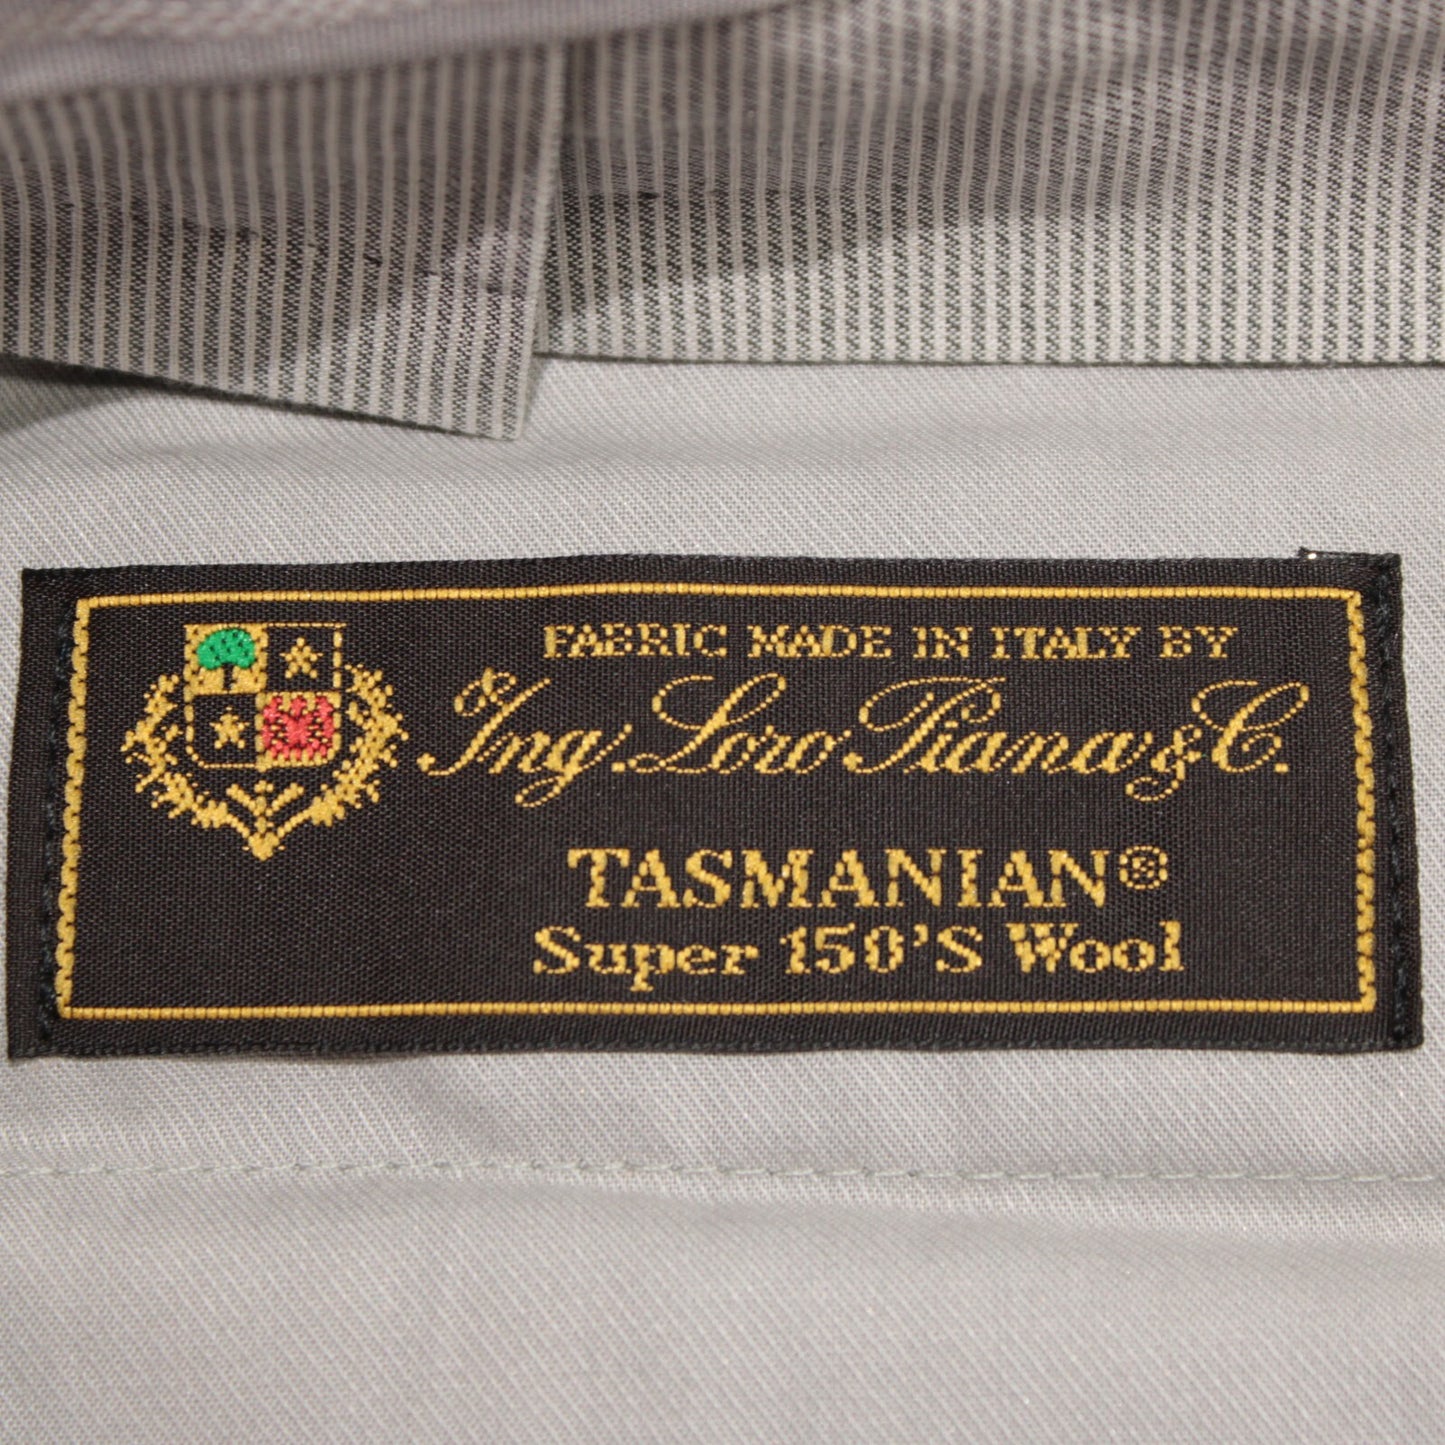 FABRIC MADE IN ITALY BY
Ing. Loro Piana & C.
TASMANIAN®
Super 150'S Wool